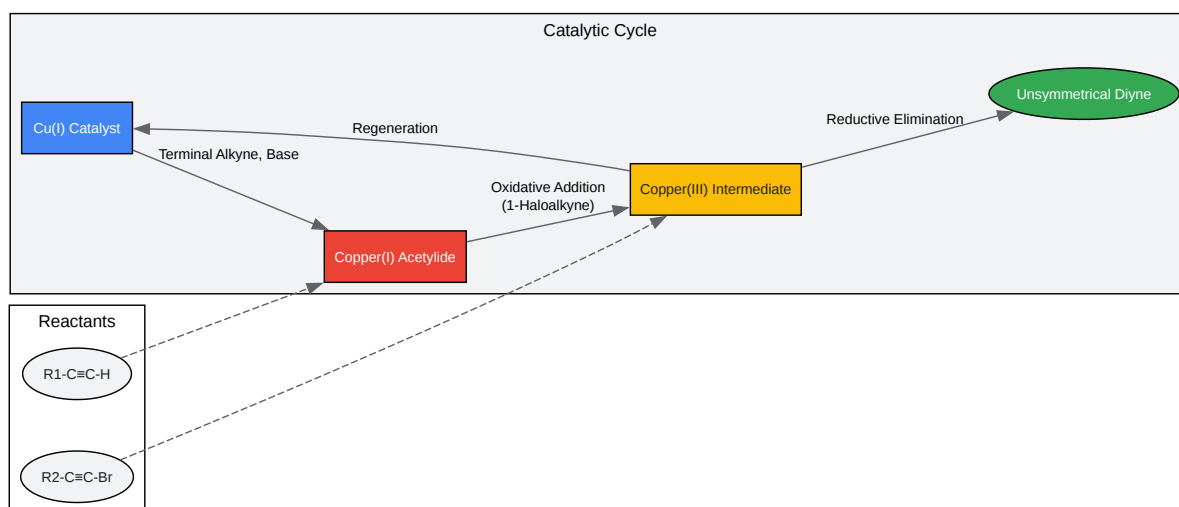 Catalytic Cycle
Unsymmetrical Diyne
Reductive Elimination
Cu(I) Catalyst
Regeneration
Terminal Alkyne, Base
Copper(III) Intermediate
Oxidative Addition
(1-Haloalkyne)
Copper(I) Acetylide
Reactants
R1-C≡C-H
R2-C≡C-Br